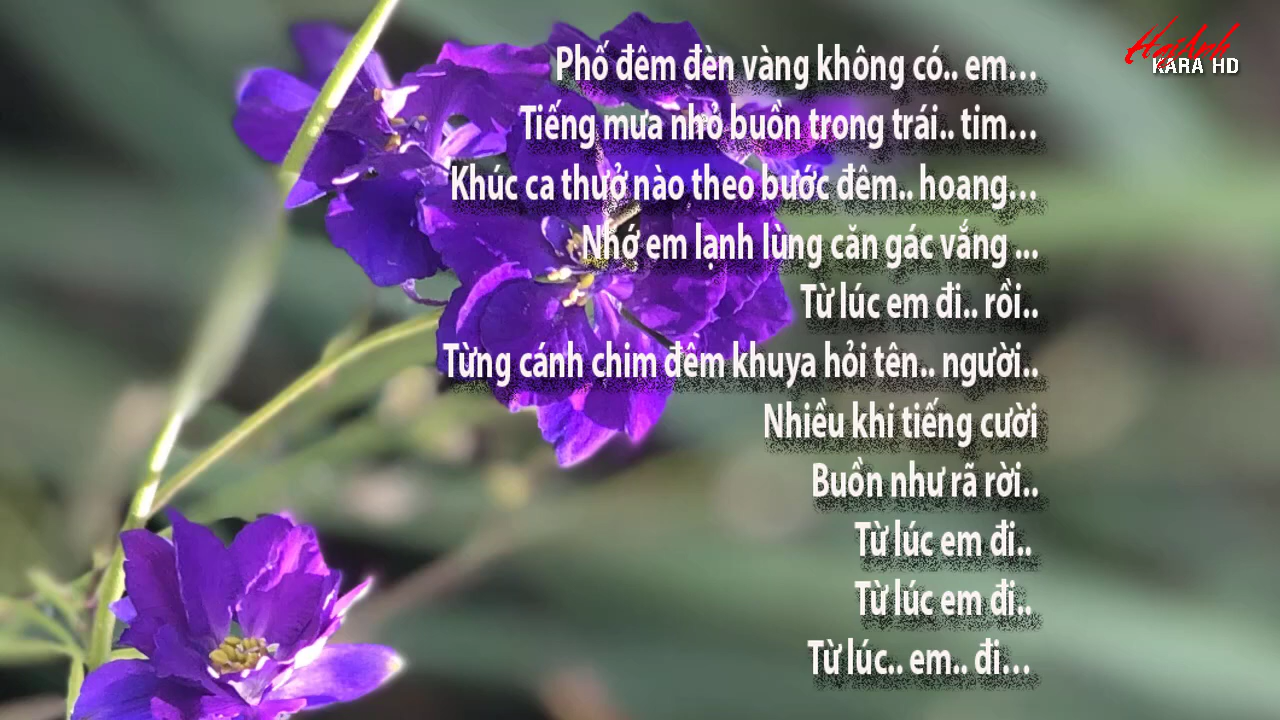 HaiAnh
KARA HD
Phố đêm đèn vàng không có.. em...
Tiếng mưa nhỏ buồn trong trái.. tim...
Khúc ca thưở nào theo bước đêm.. hoang...
Nhớ em lạnh lùng căn gác vắng ...
Từ lúc em đi.. rồi..
Từng cánh chim đêm khuya hỏi tên.. người..
Nhiều khi tiếng cười
Buồn như rã rời..
Từ lúc em đi..
Từ lúc em đi..
Từ lúc.. em.. đi...